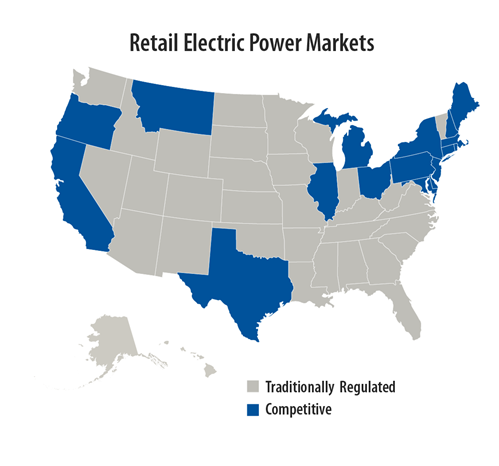 Retail Electric Power Markets
Traditionally Regulated
Competitive